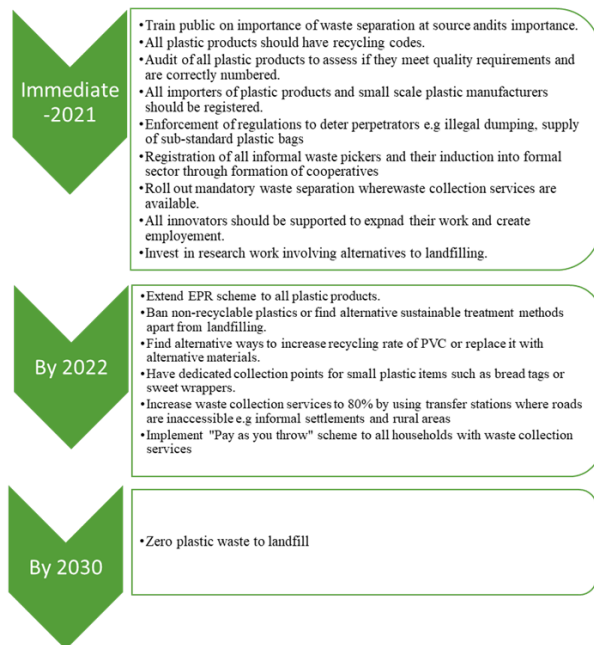 Immediate
-2021
•Train public on importance of waste separation at source andits importance.
•All plastic products should have recycling codes.
•Audit of all plastic products to assess if they meet quality requirements and
are correctly numbered.
•All importers of plastic products and small scale plastic manufacturers
should be registered.
•Enforcement of regulations to deter perpetrators e.g illegal dumping, supply
of sub-standard plastic bags
•Registration of all informal waste pickers and their induction into formal
sector through formation of cooperatives
•Roll out mandatory waste separation wherewaste collection services are
available.
•All innovators should be supported to expnad their work and create
employement.
•Invest in research work involving alternatives to landfilling.
By 2022
•Extend EPR scheme to all plastic products.
•Ban non-recyclable plastics or find alternative sustainable treatment methods
apart from landfilling.
•Find alternative ways to increase recycling rate of PVC or replace it with
alternative materials.
•Have dedicated collection points for small plastic items such as bread tags or
sweet wrappers.
•Increase waste collection services to 80% by using transfer stations where roads
are inaccessible e.g informal settlements and rural areas
•Implement "Pay as you throw" scheme to all households with waste collection
services
By 2030
•Zero plastic waste to landfill